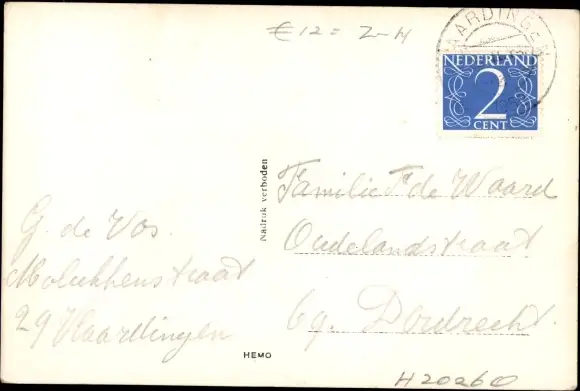 € 12 = Z-H
VLAARDINGEN
NEDERLAND
2
CENT
Nadruk verboden
Familie F de Waard
Oudelandstraat
69. Dordrecht.
G. de Vos.
Molukkenstraat
29 Vlaardingen
HEMO
H20260